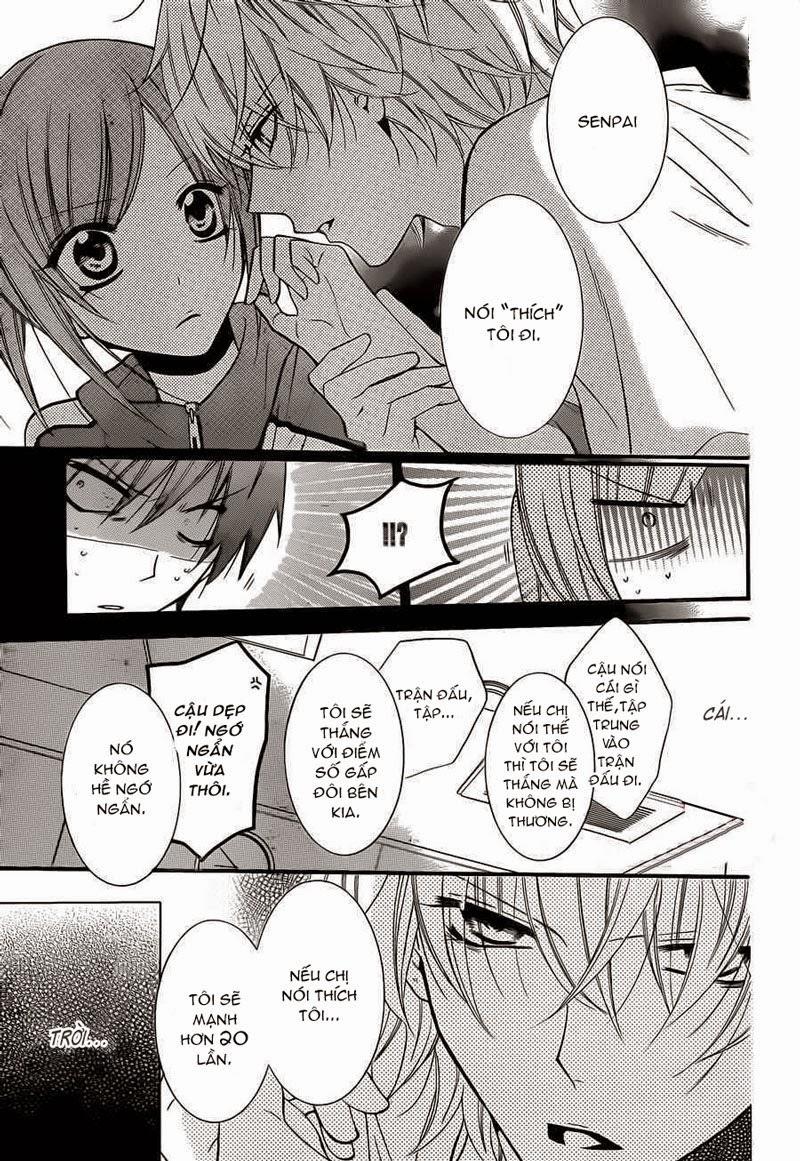 SENPAI
NÓI "THÍCH"
TÔI ĐI.
!!?
CÁI...
CẬU NÓI
CÁI GÌ
THẾ,TẬP
TRUNG
VÀO
TRẬN
ĐẤU ĐI.
NẾU CHỊ
NÓI THẾ
VỚI TÔI
THÌ TÔI SẼ
THẮNG MÀ
KHÔNG BỊ
THƯƠNG.
TRẬN ĐẤU,
TẬP...
TÔI SẼ
THẮNG
VỚI ĐIỂM
SỐ GẤP
ĐÔI BÊN
KIA.
CẬU DẸP
ĐI! NGỚ
NGẨN
VỪA
THÔI.
NÓ
KHÔNG
HỀ NGỚ
NGẨN.
NẾU CHỊ
NÓI THÍCH
TÔI...
TÔI SẼ
MẠNH
HƠN 20
LẦN.
TRỜI...